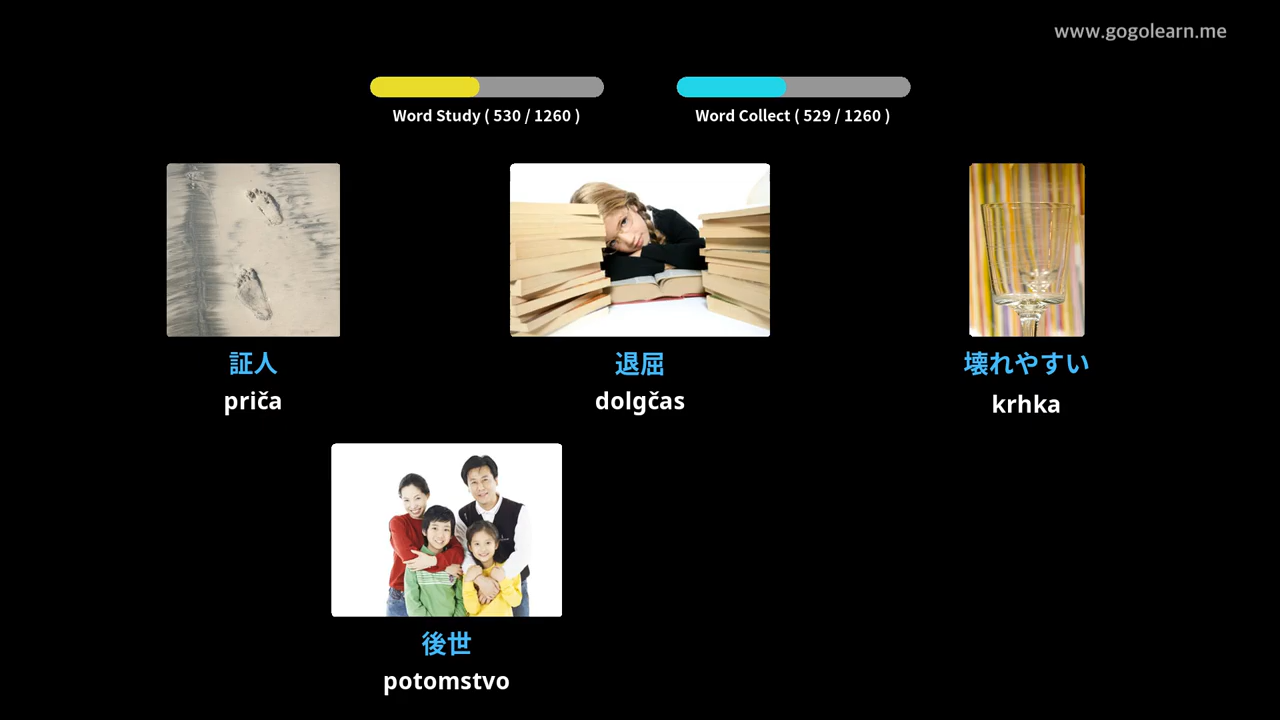 www.gogolearn.me
Word Study ( 530 / 1260 )
Word Collect ( 529 / 1260 )
証人
priča
退屈
dolgčas
壊れやすい
krhka
後世
potomstvo